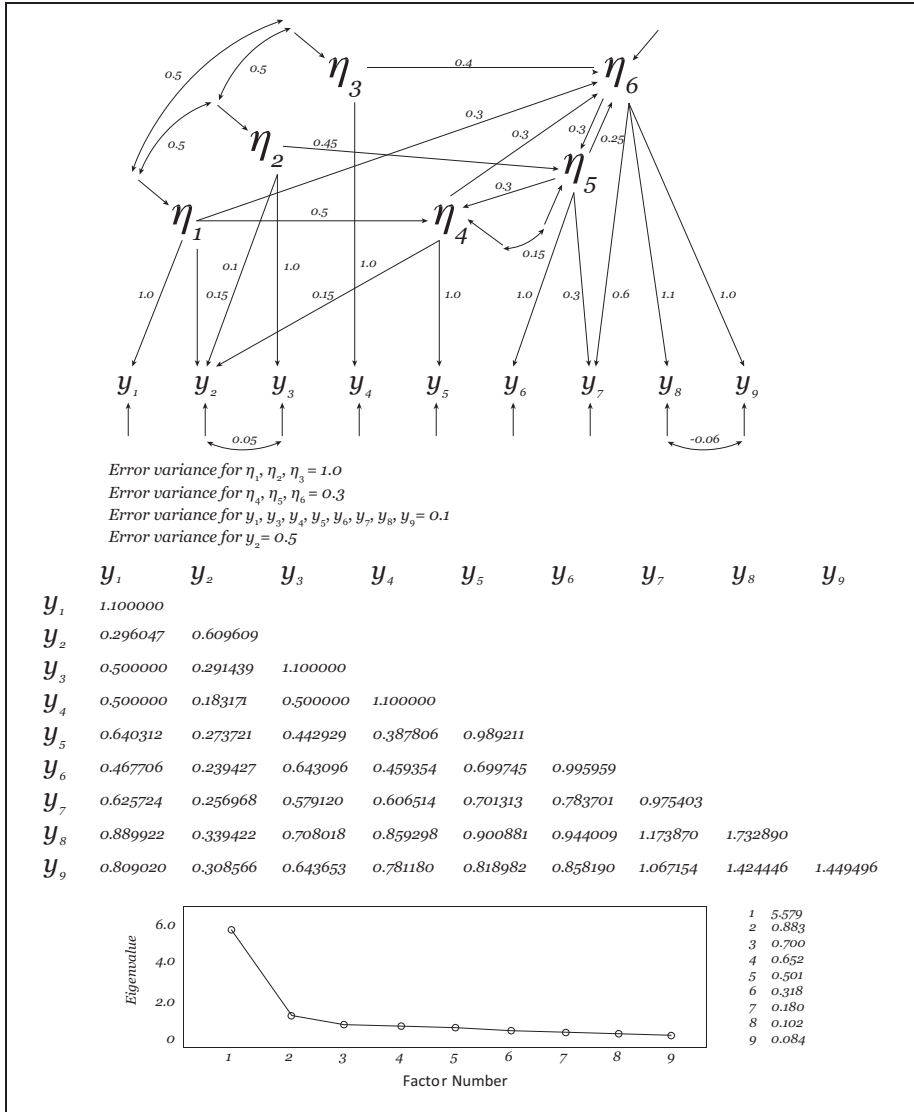 0.5
0.5
0.5
η3
0.4
η6
0.3
0.3
0.3
0.25
η2
0.45
η5
0.3
η1
0.5
η4
0.15
1.0
0.15
0.1
1.0
1.0
0.15
1.0
1.0
0.3
0.6
1.1
1.0
y1 y2 y3 y4 y5 y6 y7 y8 y9
0.05
-0.06
Error variance for η1, η2, η3 = 1.0
Error variance for η4, η5, η6 = 0.3
Error variance for y1, y3, y4, y5, y6, y7, y8, y9 = 0.1
Error variance for y2 = 0.5
y1 y2 y3 y4 y5 y6 y7 y8 y9
y1 1.100000
y2 0.296047 0.609609
y3 0.500000 0.291439 1.100000
y4 0.500000 0.183171 0.500000 1.100000
y5 0.640312 0.273721 0.442929 0.387806 0.989211
y6 0.467706 0.239427 0.643096 0.459354 0.699745 0.995959
y7 0.625724 0.256968 0.579120 0.606514 0.701313 0.783701 0.975403
y8 0.889922 0.339422 0.708018 0.859298 0.900881 0.944009 1.173870 1.732890
y9 0.809020 0.308566 0.643653 0.781180 0.818982 0.858190 1.067154 1.424446 1.449496
Eigenvalue
6.0
4.0
2.0
0
1 2 3 4 5 6 7 8 9
Factor Number
1 5.579
2 0.883
3 0.700
4 0.652
5 0.501
6 0.318
7 0.180
8 0.102
9 0.084